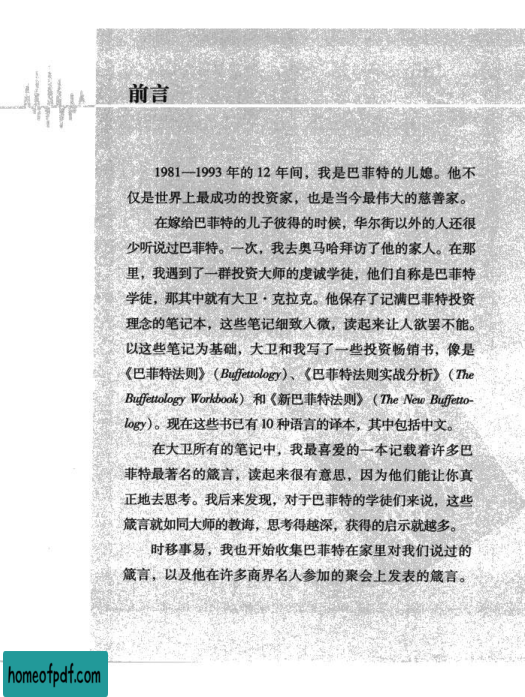 前言
1981—1993 年的 12 年间，我是巴菲特的儿媳。他不
仅是世界上最成功的投资家，也是当今最伟大的慈善家。
在嫁给巴菲特的儿子彼得的时候，华尔街以外的人还很
少听说过巴菲特。一次，我去奥马哈拜访了他的家人。在那
里，我遇到了一群投资大师的虔诚学徒，他们自称是巴菲特
学徒，那其中就有大卫·克拉克。他保存了记满巴菲特投资
理念的笔记本，这些笔记细致入微，读起来让人欲罢不能。
以这些笔记为基础，大卫和我写了一些投资畅销书，像是
《巴菲特法则》（Buffettology）、《巴菲特法则实战分析》（The
Buffettology Workbook）和《新巴菲特法则》（The New Buffetto-
logy）。现在这些书已有 10 种语言的译本，其中包括中文。
在大卫所有的笔记中，我最喜爱的一本记载着许多巴
菲特最著名的箴言，读起来很有意思，因为他们能让你真
正地去思考。我后来发现，对于巴菲特的学徒们来说，这些
箴言就如同大师的教诲，思考得越深，获得的启示就越多。
时移事易，我也开始收集巴菲特在家里对我们说过的
箴言，以及他在许多商界名人参加的聚会上发表的箴言。
homeofpdf.com